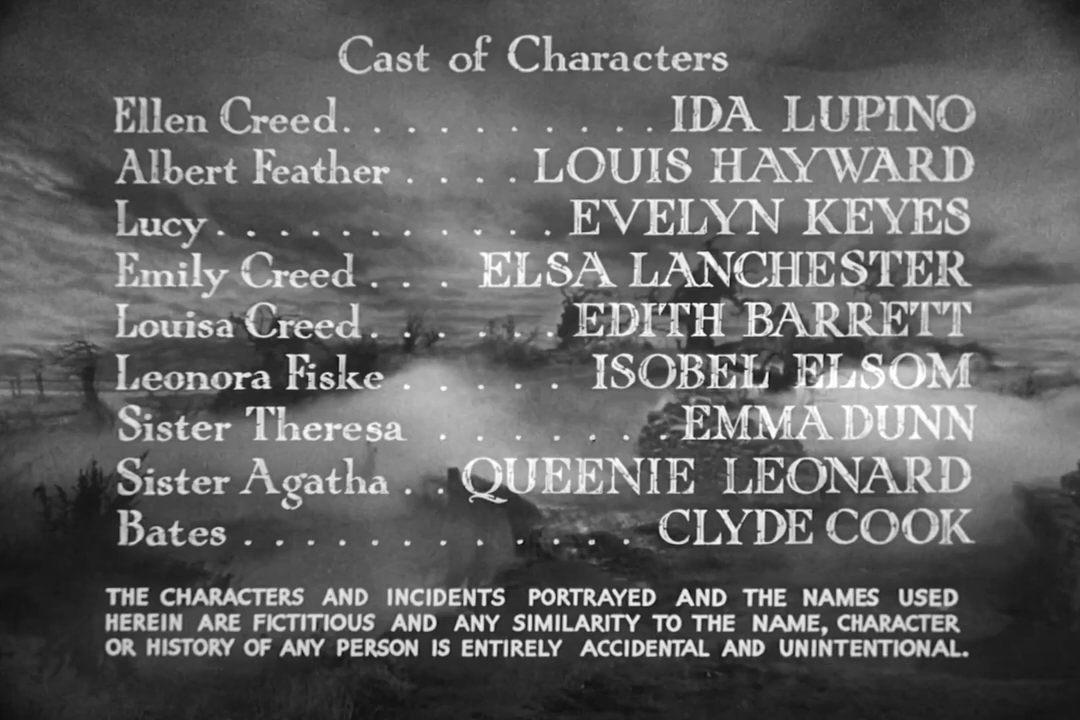 Cast of Characters
Ellen Creed. . . . . . . . . . . IDA LUPINO
Albert Feather . . . . LOUIS HAYWARD
Lucy . . . . . . . . . . . . EVELYN KEYES
Emily Creed . . . ELSA LANCHESTER
Louisa Creed . . . . . . EDITH BARRETT
Leonora Fiske . . . . . . ISOBEL ELSOM
Sister Theresa . . . . . . . EMMA DUNN
Sister Agatha . . QUEENIE LEONARD
Bates . . . . . . . . . . . . . CLYDE COOK
THE CHARACTERS AND INCIDENTS PORTRAYED AND THE NAMES USED
HEREIN ARE FICTITIOUS AND ANY SIMILARITY TO THE NAME, CHARACTER
OR HISTORY OF ANY PERSON IS ENTIRELY ACCIDENTAL AND UNINTENTIONAL.